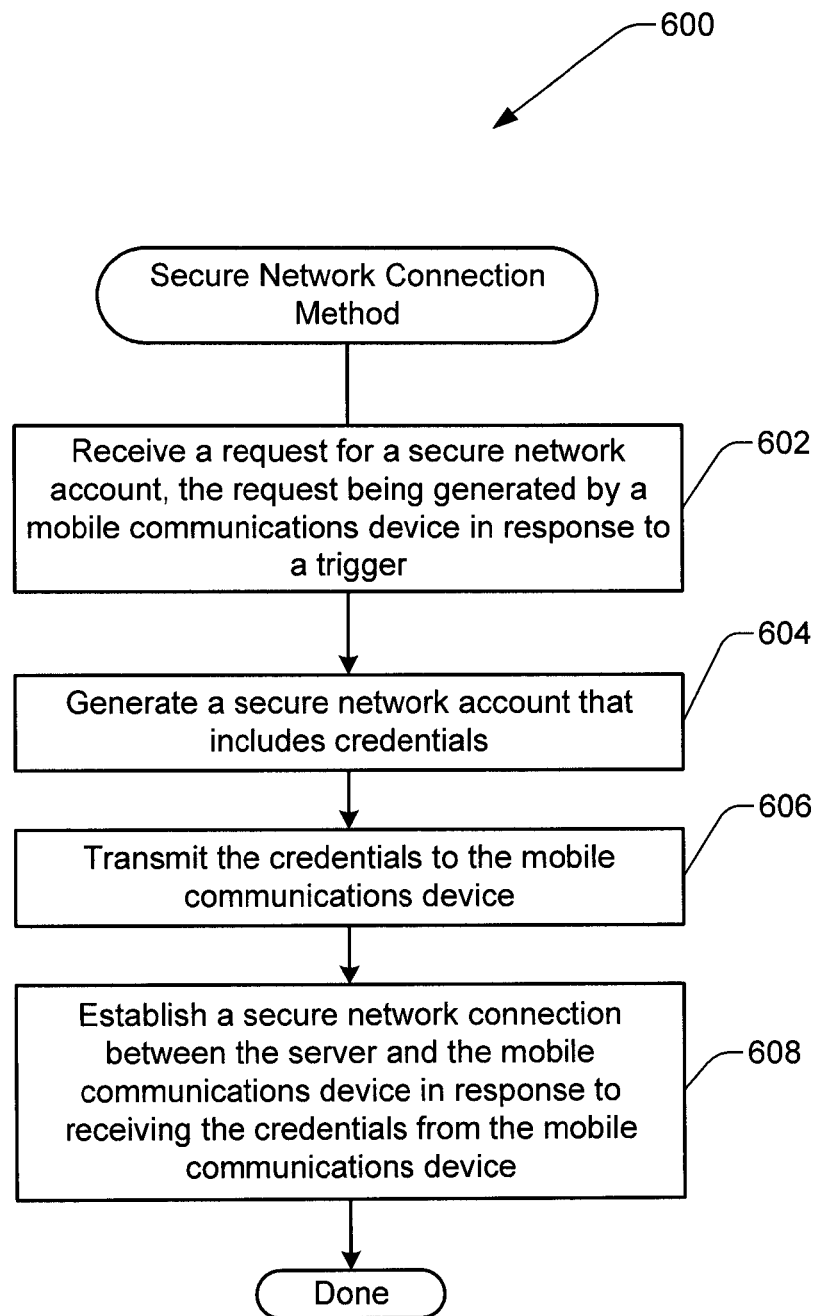 600
Secure Network Connection
Method
Receive a request for a secure network
account, the request being generated by a
mobile communications device in response to
a trigger
602
Generate a secure network account that
includes credentials
604
Transmit the credentials to the mobile
communications device
606
Establish a secure network connection
between the server and the mobile
communications device in response to
receiving the credentials from the mobile
communications device
608
Done